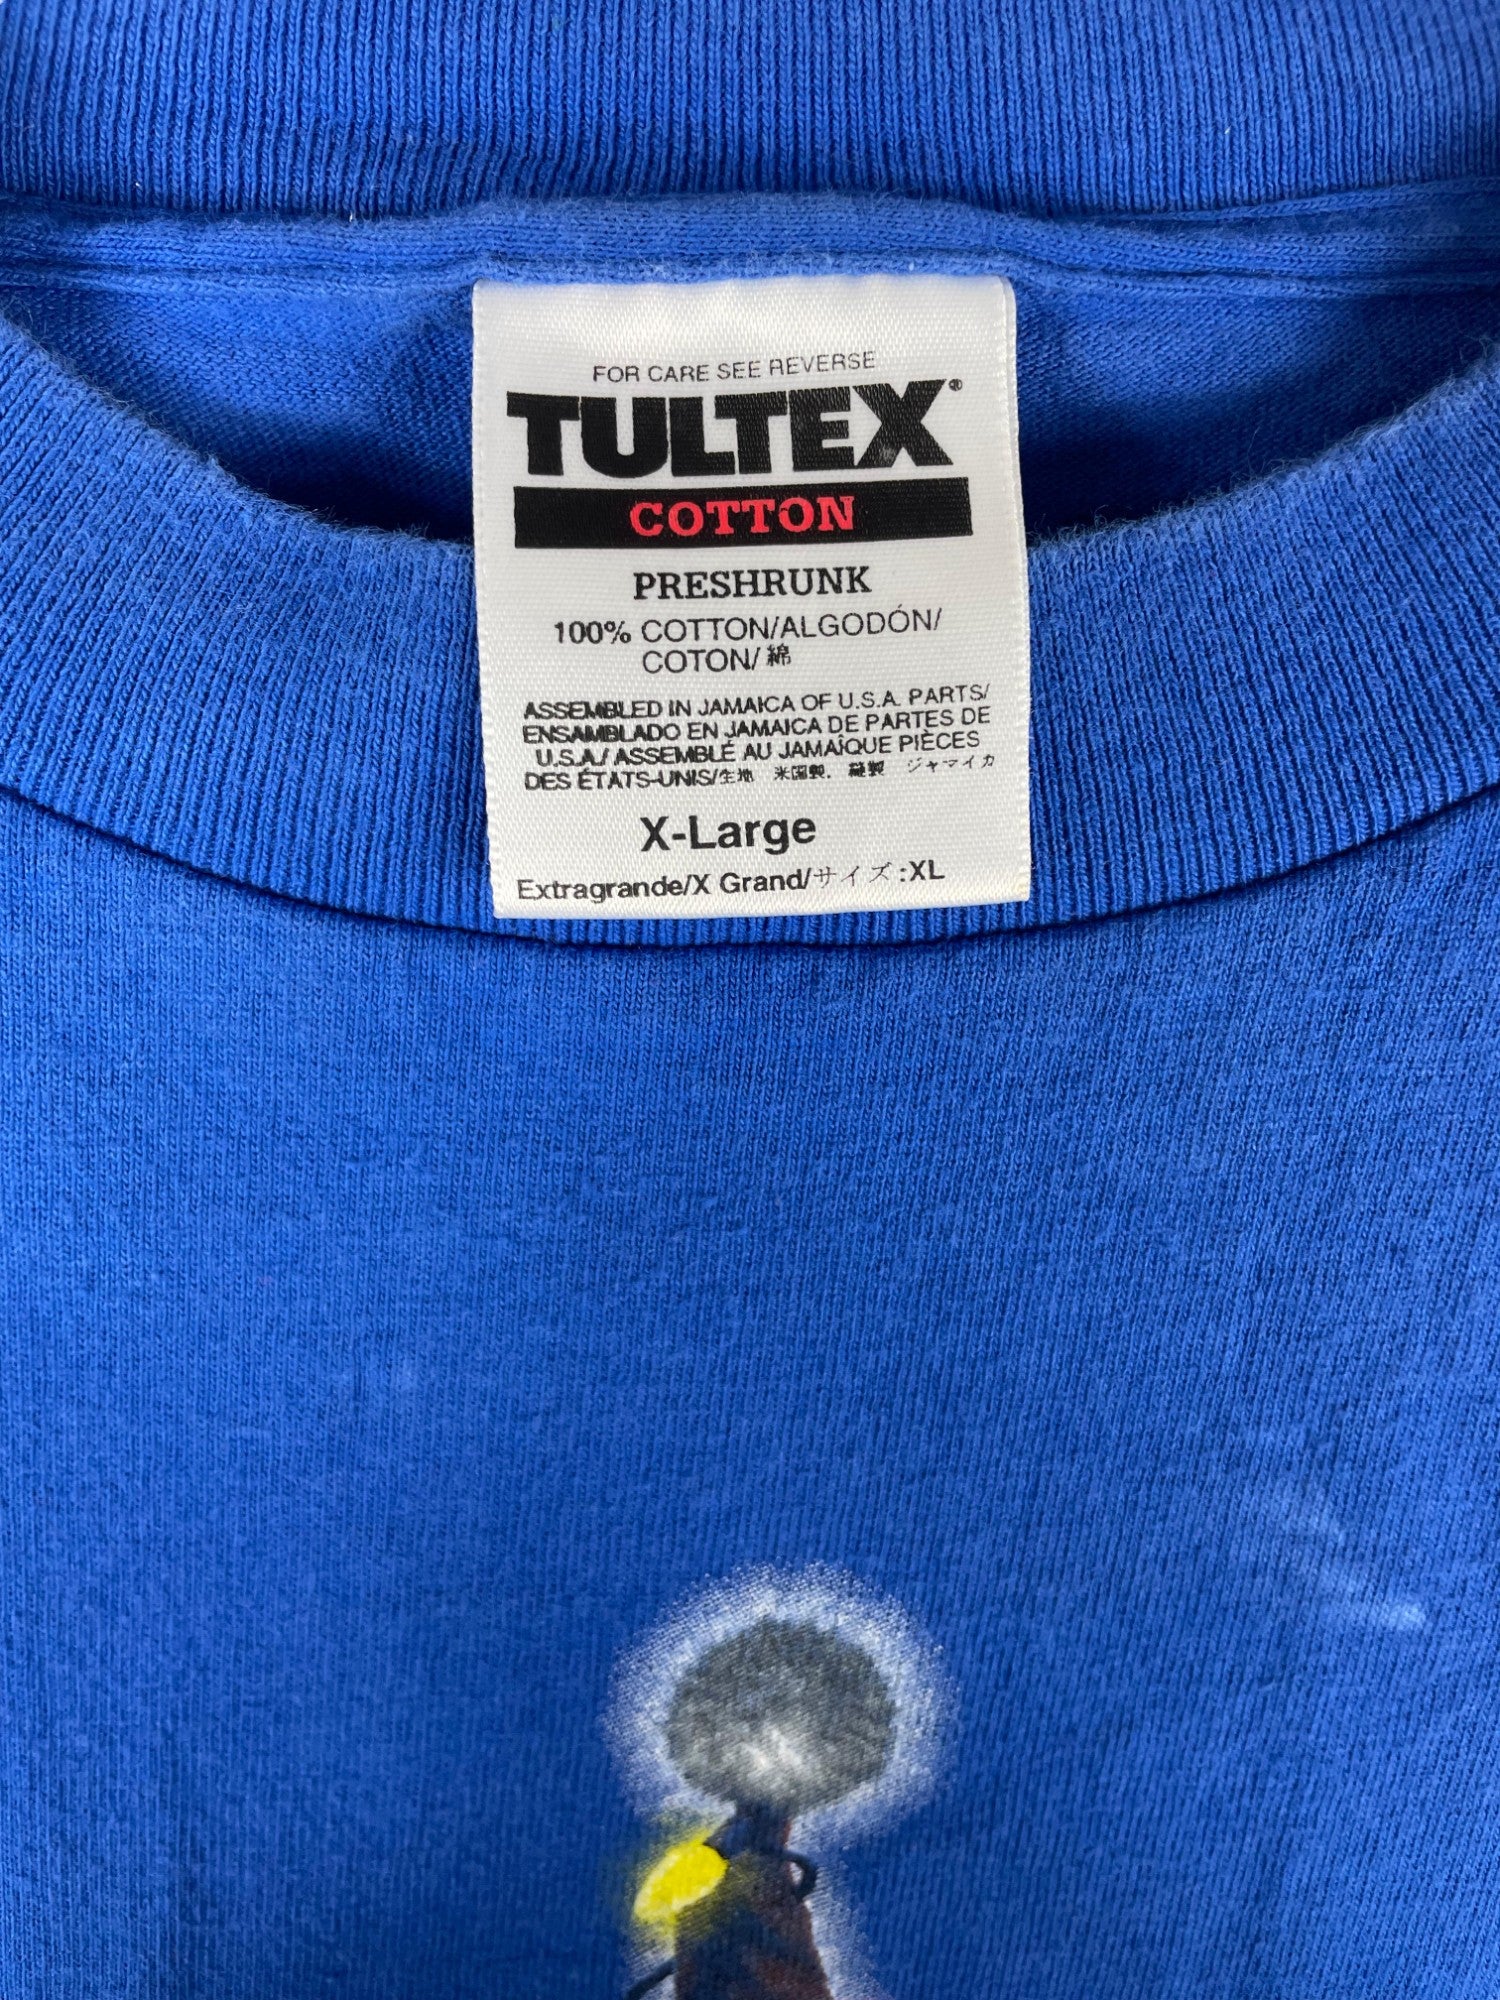 FOR CARE SEE REVERSE
TULTEX®
COTTON
PRESHRUNK
100% COTTON/ALGODÓN/
COTON/綿
ASSEMBLED IN JAMAICA OF U.S.A. PARTS/
ENSAMBLADO EN JAMAICA DE PARTES DE
U.S.A./ ASSEMBLÉ AU JAMAÎQUE PIÈCES
DES ÉTATS-UNIS/生地 米国製. 縫製 ジャマイカ
X-Large
Extragrande/X Grand/サイズ:XL